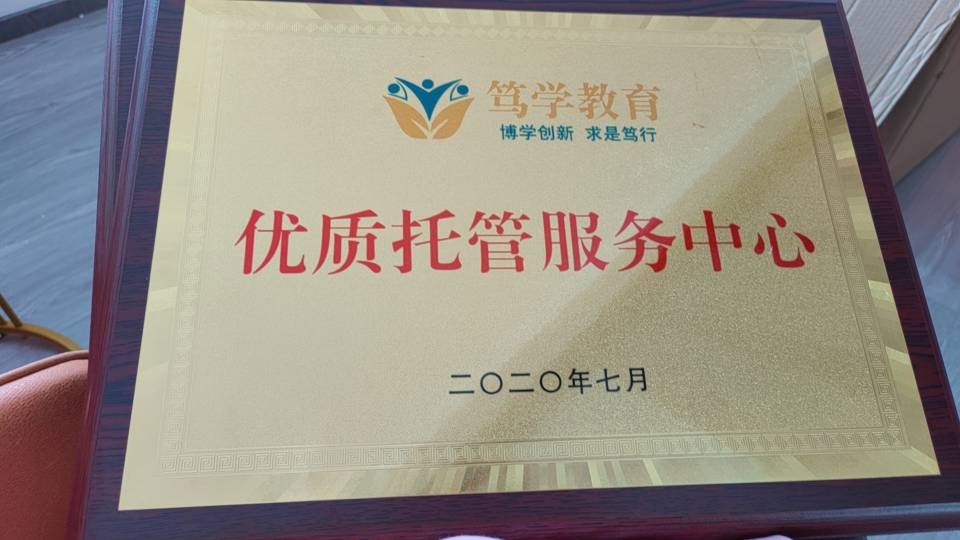 笃学教育
博学创新 求是笃行
优质托管服务中心
二〇二〇年七月